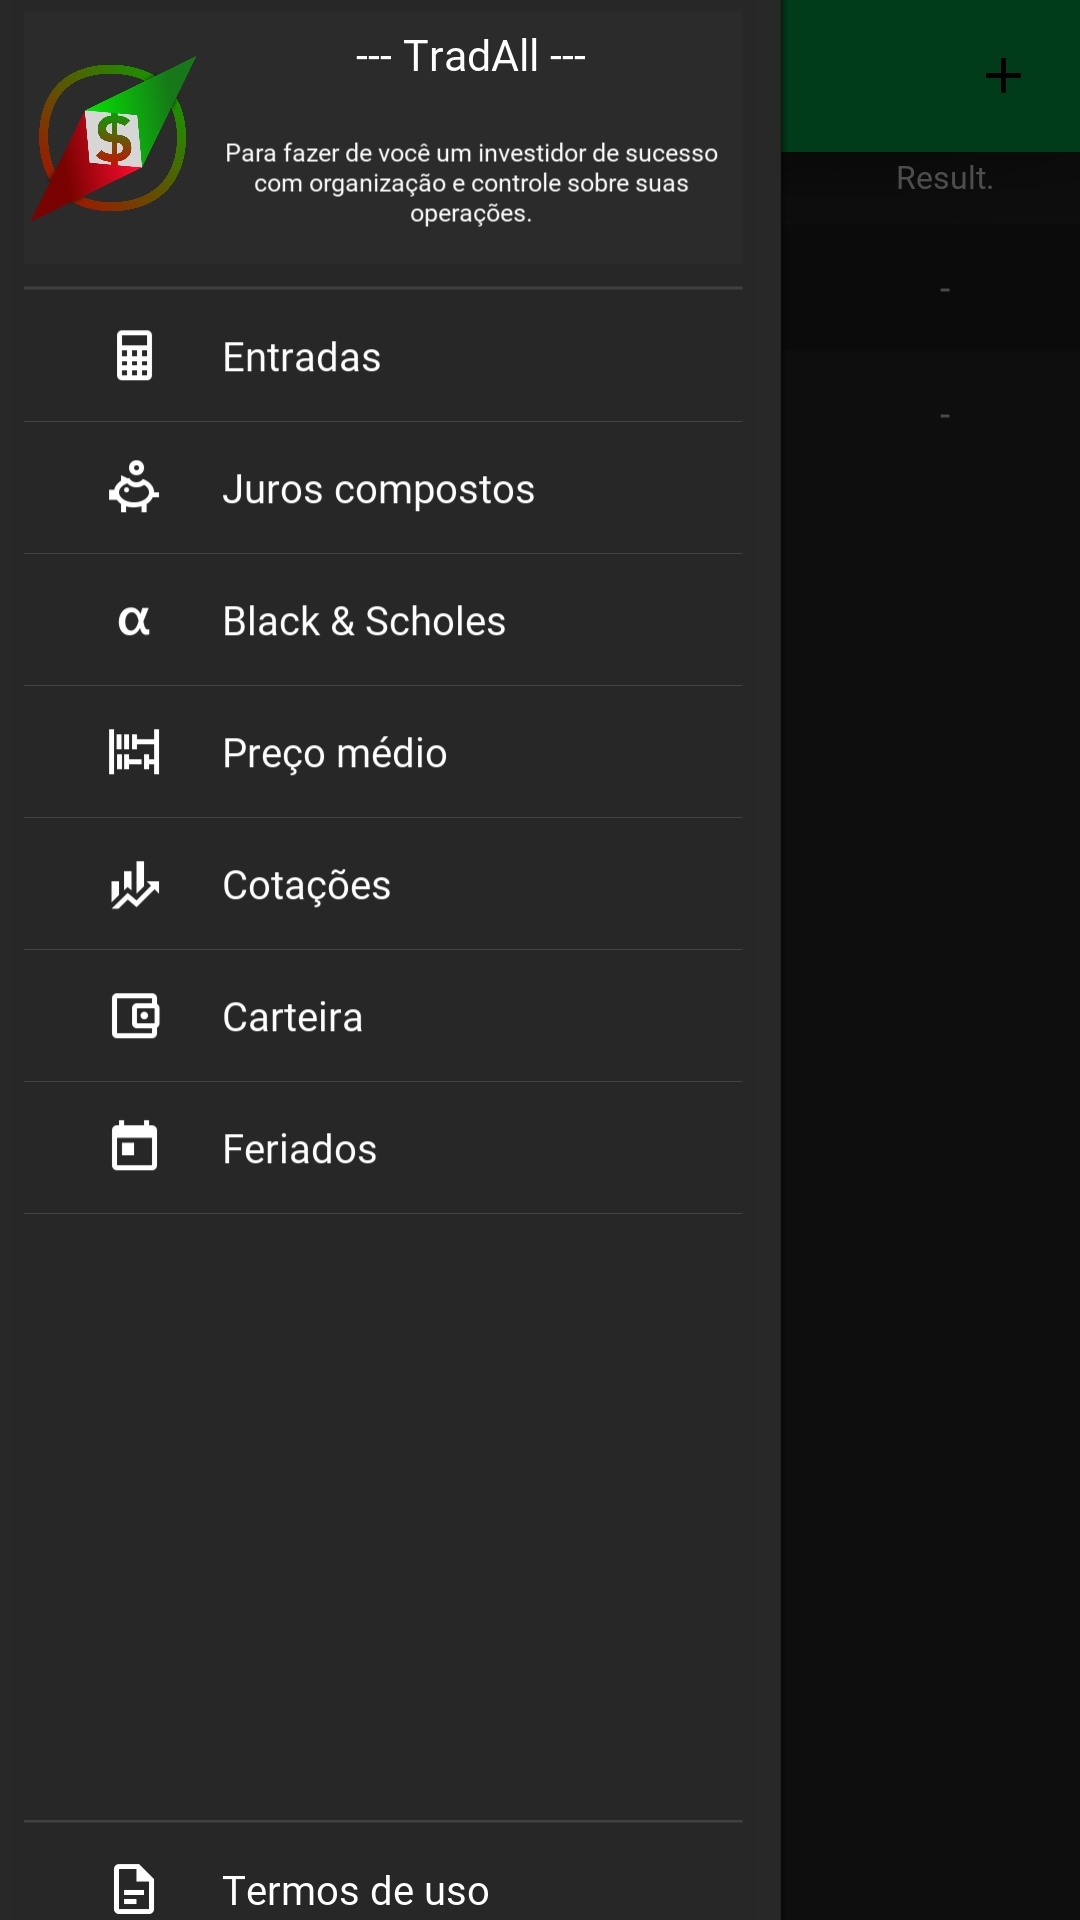 --- TradAll ---
$
Para fazer de você um investidor de sucesso
com organização e controle sobre suas
operações.
Result.
-
-
Entradas
Juros compostos
α
Black & Scholes
Preço médio
Cotações
Carteira
Feriados
Termos de uso